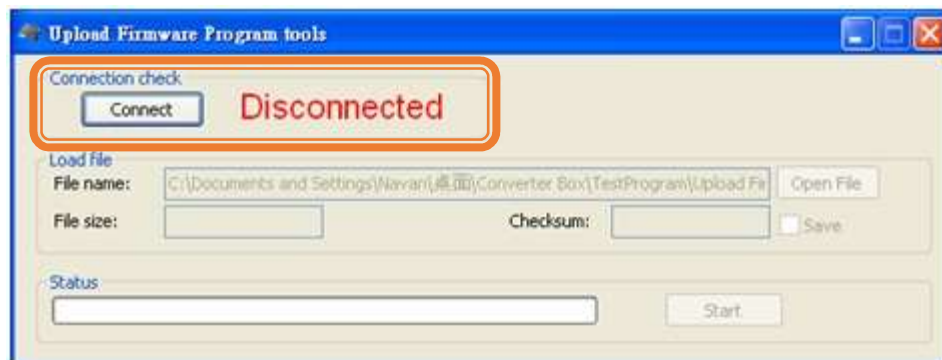 Upload Firmware Program tools
Connection check
Connect Disconnected
Load file
File name: C:\Documents and Settings\Navan\桌面\Converter Box\TestProgram\Upload Fir Open File
File size: Checksum: Save
Status
Start